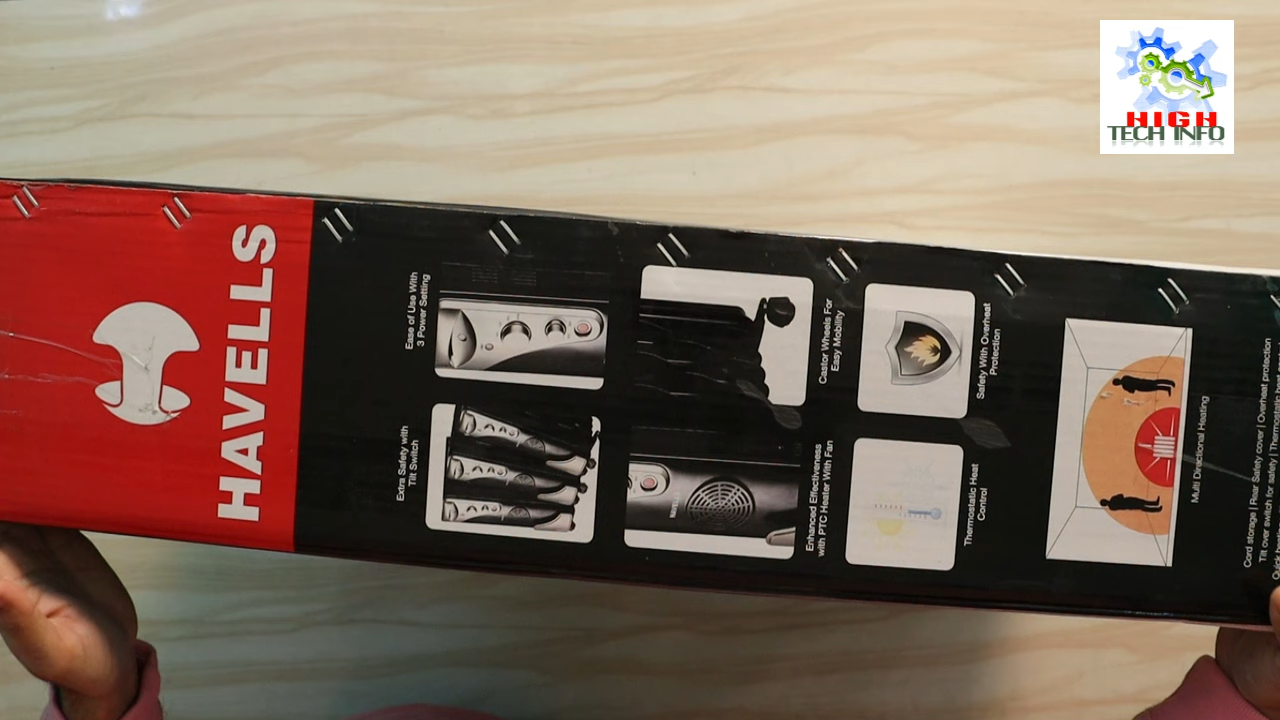 HIGH
TECH INFO
HAVELLS
Ease of Use With
3 Power Setting
Extra Safety with
Tilt Switch
Castor Wheels For
Easy Mobility
Enhanced Effectiveness
with PTC Heater With Fan
Safety With Overheat
Protection
Thermostatic Heat
Control
Multi Directional Heating
Cord storage | Rear Safety cover | Overheat protection
Tilt over switch for safety | Thermostatic heat